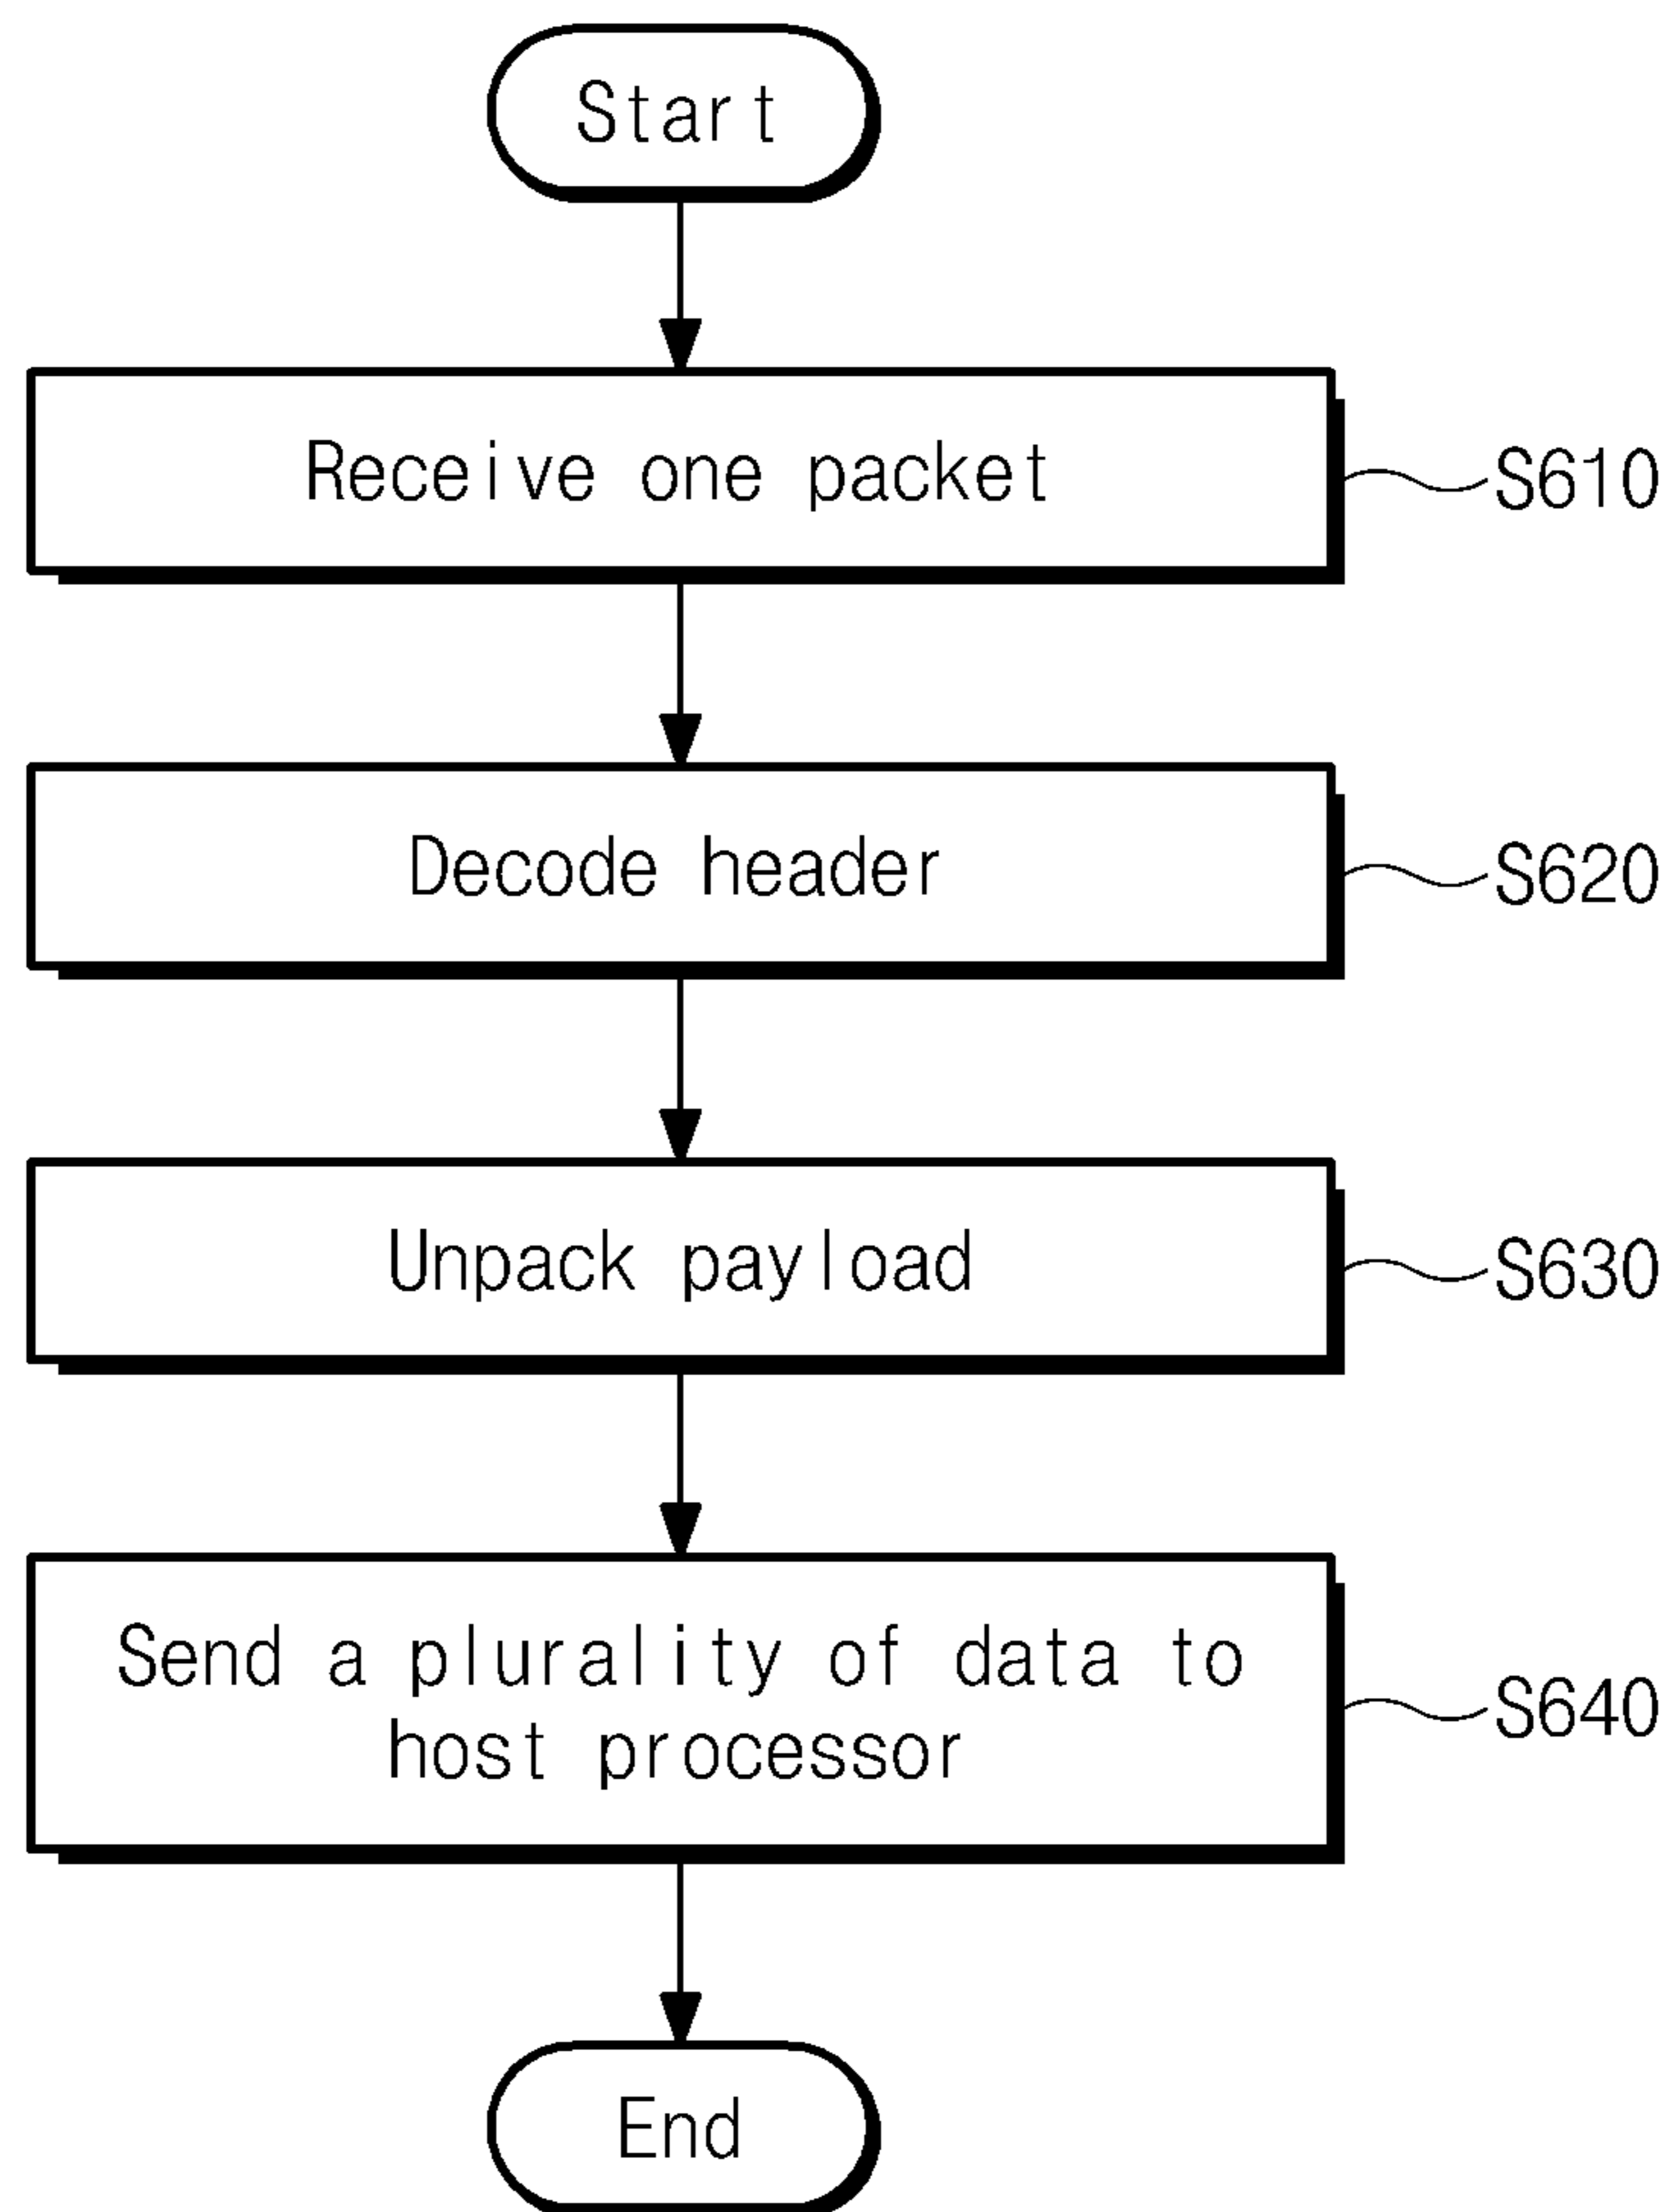 Start
Receive one packet
S610
Decode header
S620
Unpack payload
S630
Send a plurality of data to
host processor
S640
End